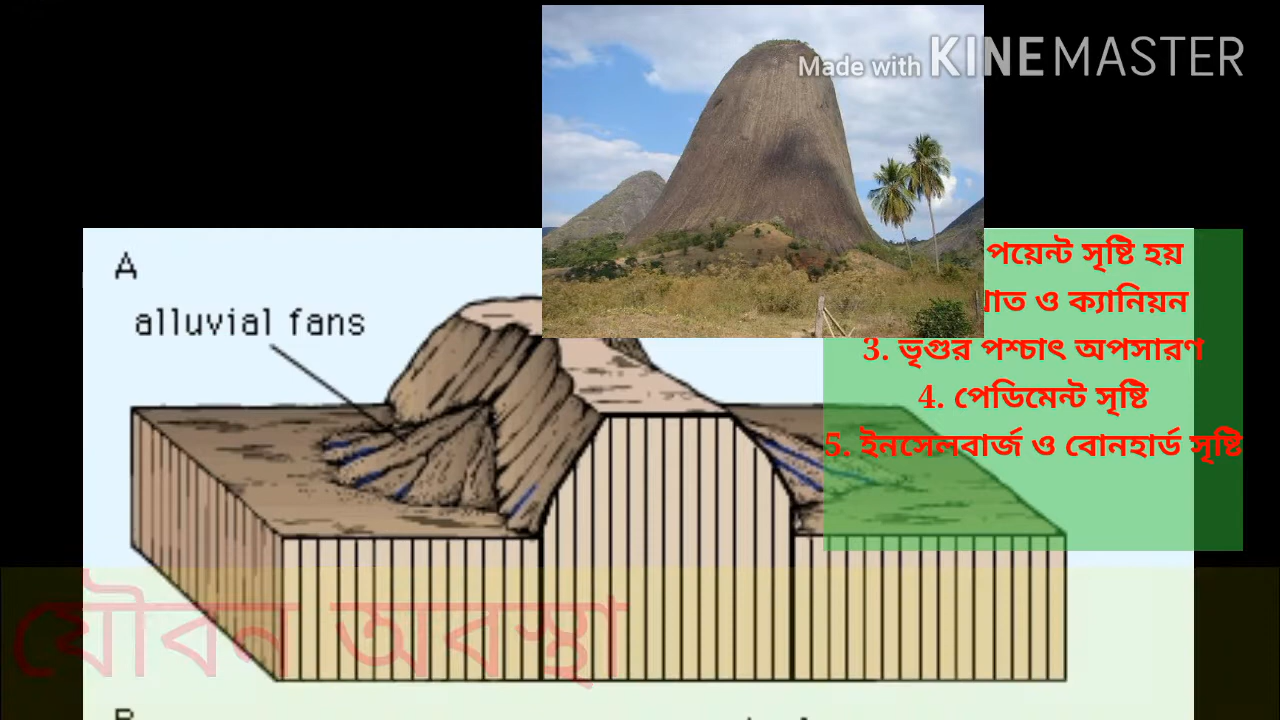 Made with KINEMASTER
A
alluvial fans
পয়েন্ট সৃষ্টি হয়
ও ক্যানিয়ন
3. ভৃগুর পশ্চাৎ অপসারণ
4. পেডিমেন্ট সৃষ্টি
5. ইনসেলবার্জ ও বোনহার্ড সৃষ্টি
যৌবন অবস্থা